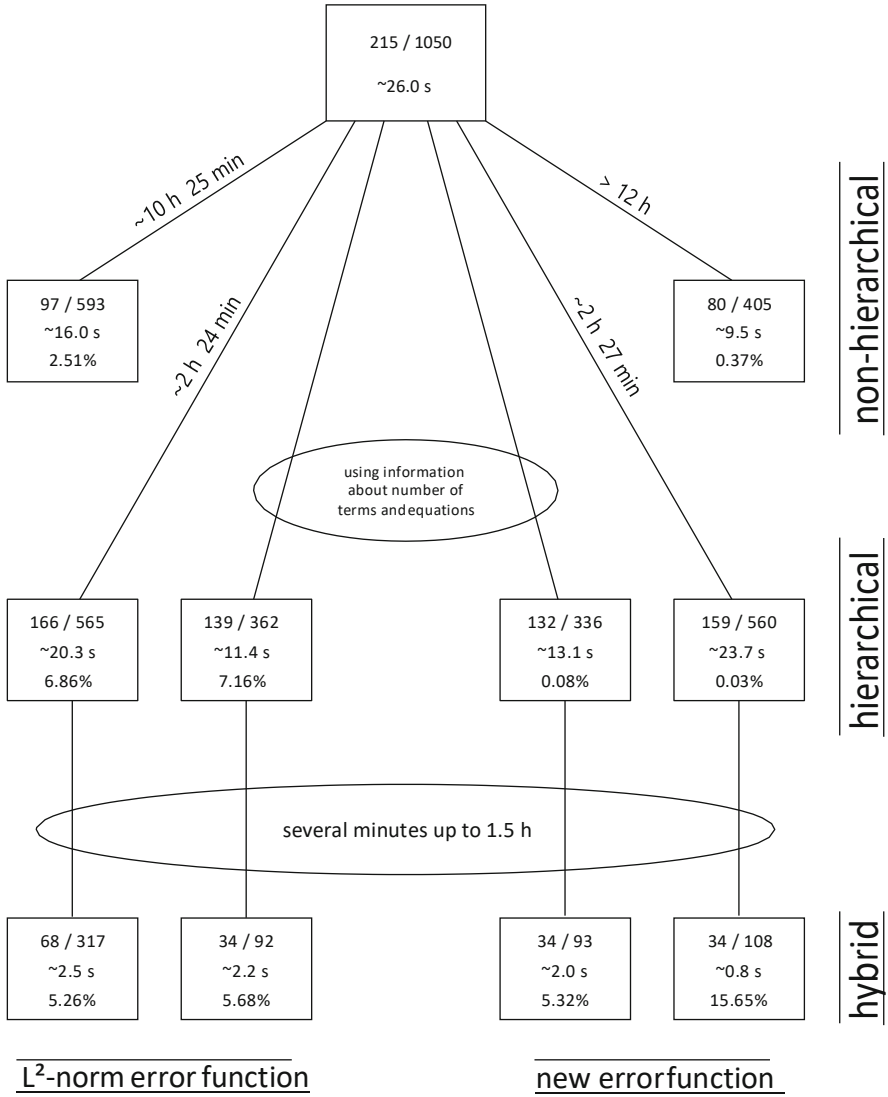 215 / 1050
~26.0 s
~10 h 25 min
> 12 h
97 / 593
~16.0 s
2.51%
~2 h 24 min
~2 h 27 min
80 / 405
~9.5 s
0.37%
non-hierarchical
using information
about number of
terms andequations
166 / 565
~20.3 s
6.86%
139 / 362
~11.4 s
7.16%
132 / 336
~13.1 s
0.08%
159 / 560
~23.7 s
0.03%
hierarchical
several minutes up to 1.5 h
68 / 317
~2.5 s
5.26%
34 / 92
~2.2 s
5.68%
34 / 93
~2.0 s
5.32%
34 / 108
~0.8 s
15.65%
hybrid
L²-norm error function
new errorfunction